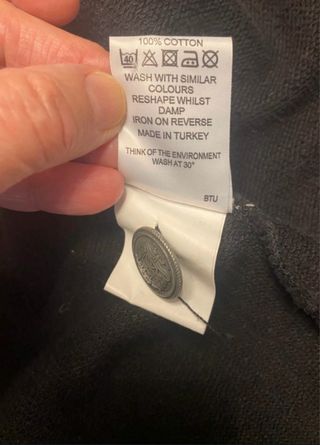 100% COTTON
40
WASH WITH SIMILAR
COLOURS
RESHAPE WHILST
DAMP
IRON ON REVERSE
MADE IN TURKEY
THINK OF THE ENVIRONMENT
WASH AT 30°
BTU